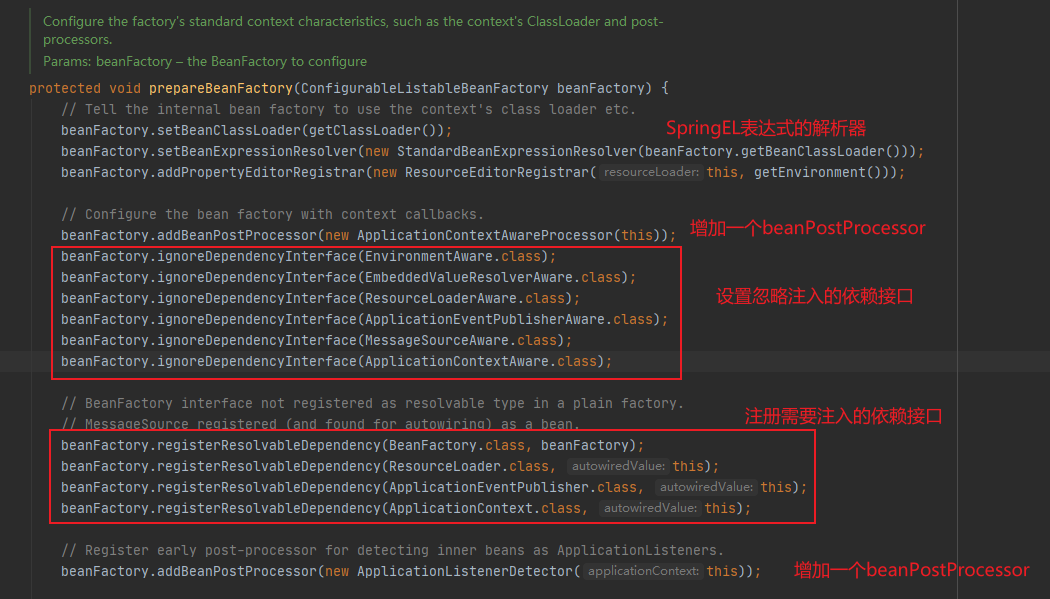 Configure the factory's standard context characteristics, such as the context's ClassLoader and post-
processors.
Params: beanFactory – the BeanFactory to configure
protected void prepareBeanFactory(ConfigurableListableBeanFactory beanFactory) {
// Tell the internal bean factory to use the context's class loader etc.
beanFactory.setBeanClassLoader(getClassLoader());
SpringEL表达式的解析器
beanFactory.setBeanExpressionResolver(new StandardBeanExpressionResolver(beanFactory.getBeanClassLoader()));
beanFactory.addPropertyEditorRegistrar(new ResourceEditorRegistrar( resourceLoader: this, getEnvironment()));
// Configure the bean factory with context callbacks.
beanFactory.addBeanPostProcessor(new ApplicationContextAwareProcessor(this));
增加一个beanPostProcessor
beanFactory.ignoreDependencyInterface(EnvironmentAware.class);
beanFactory.ignoreDependencyInterface(EmbeddedValueResolverAware.class);
beanFactory.ignoreDependencyInterface(ResourceLoaderAware.class);
设置忽略注入的依赖接口
beanFactory.ignoreDependencyInterface(ApplicationEventPublisherAware.class);
beanFactory.ignoreDependencyInterface(MessageSourceAware.class);
beanFactory.ignoreDependencyInterface(ApplicationContextAware.class);
// BeanFactory interface not registered as resolvable type in a plain factory.
// MessageSource registered (and found for autowiring) as a bean.
注册需要注入的依赖接口
beanFactory.registerResolvableDependency(BeanFactory.class, beanFactory);
beanFactory.registerResolvableDependency(ResourceLoader.class, autowiredValue: this);
beanFactory.registerResolvableDependency(ApplicationEventPublisher.class, autowiredValue: this);
beanFactory.registerResolvableDependency(ApplicationContext.class, autowiredValue: this);
// Register early post-processor for detecting inner beans as ApplicationListeners.
beanFactory.addBeanPostProcessor(new ApplicationListenerDetector( applicationContext: this));
增加一个beanPostProcessor